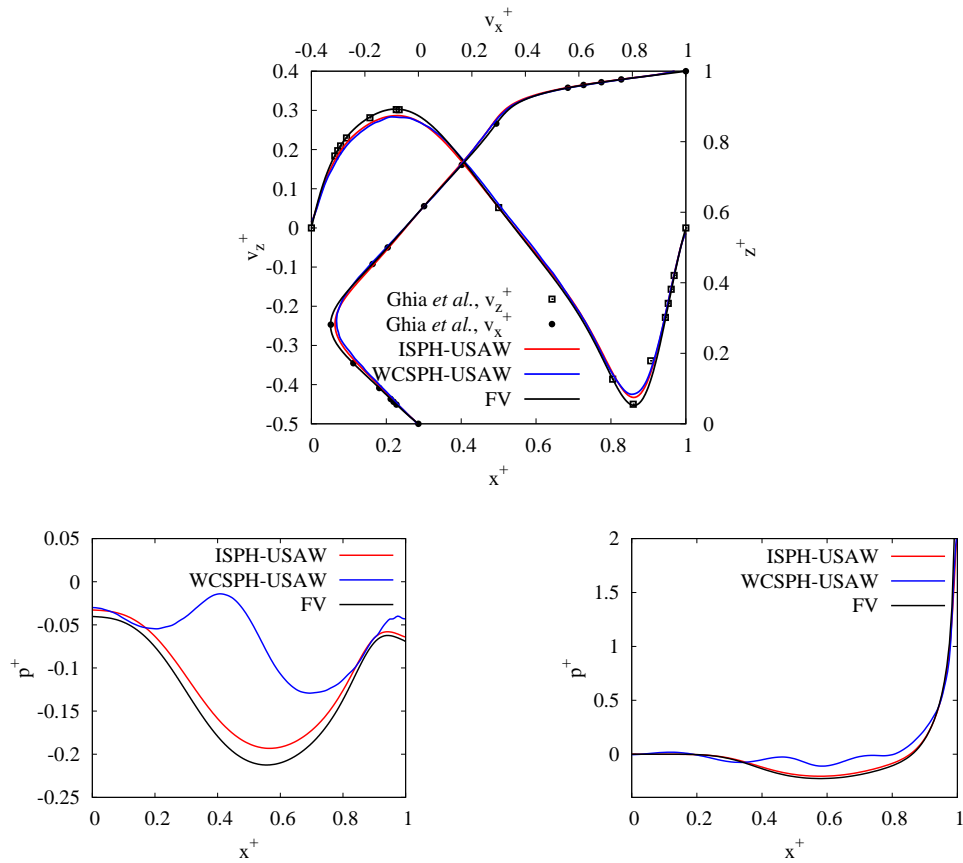 v_x^+
-0.4 -0.2 0 0.2 0.4 0.6 0.8 1
0.4 1
0.3
0.2 0.8
0.1
0 0.6
v_z^+ z^+
-0.1
0.4
-0.2
Ghia et al., v_z^+
Ghia et al., v_x^+
-0.3 0.2
ISPH-USAW
WCSPH-USAW
-0.4
FV
-0.5 0
0 0.2 0.4 0.6 0.8 1
x^+
0.05
ISPH-USAW
WCSPH-USAW
0
FV
-0.05
p^+
-0.1
-0.15
-0.2
-0.25
0 0.2 0.4 0.6 0.8 1
x^+
2
ISPH-USAW
WCSPH-USAW
FV
1.5
1
p^+
0.5
0
0 0.2 0.4 0.6 0.8 1
x^+